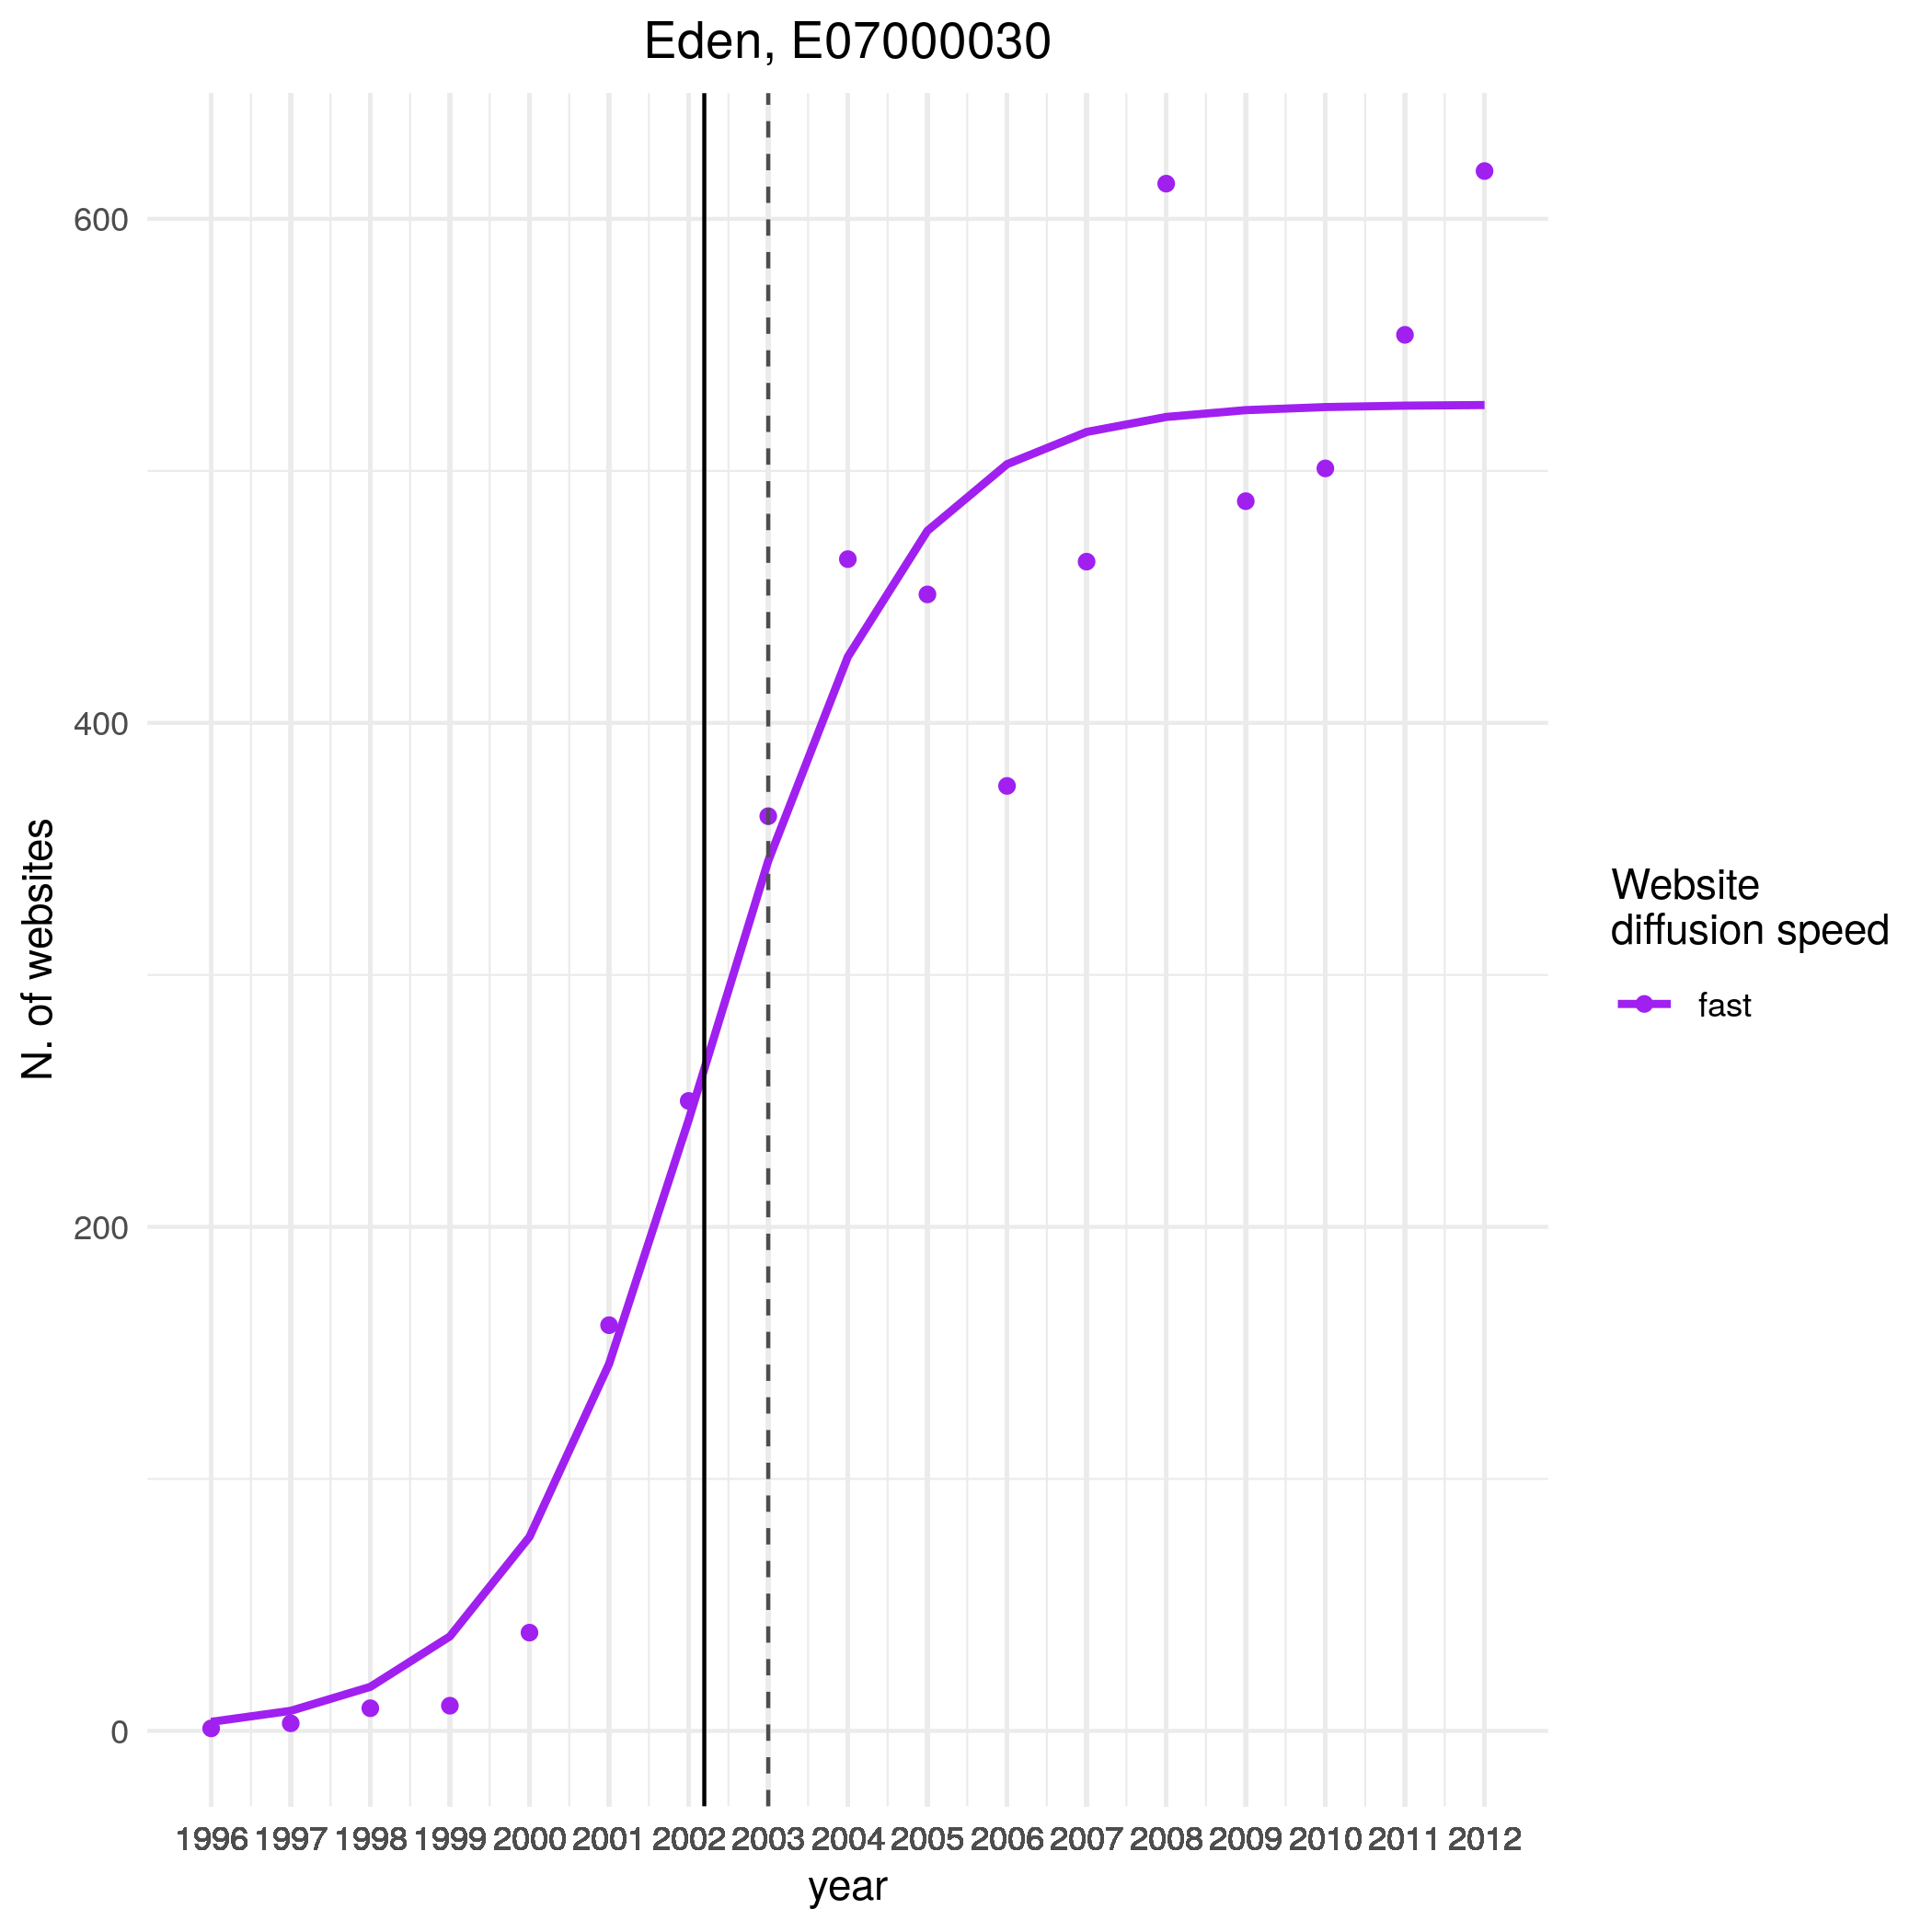 Eden, E07000030
600
400
200
0
N. of websites
1996 1997 1998 1999 2000 2001 2002 2003 2004 2005 2006 2007 2008 2009 2010 2011 2012
year
Website
diffusion speed
fast